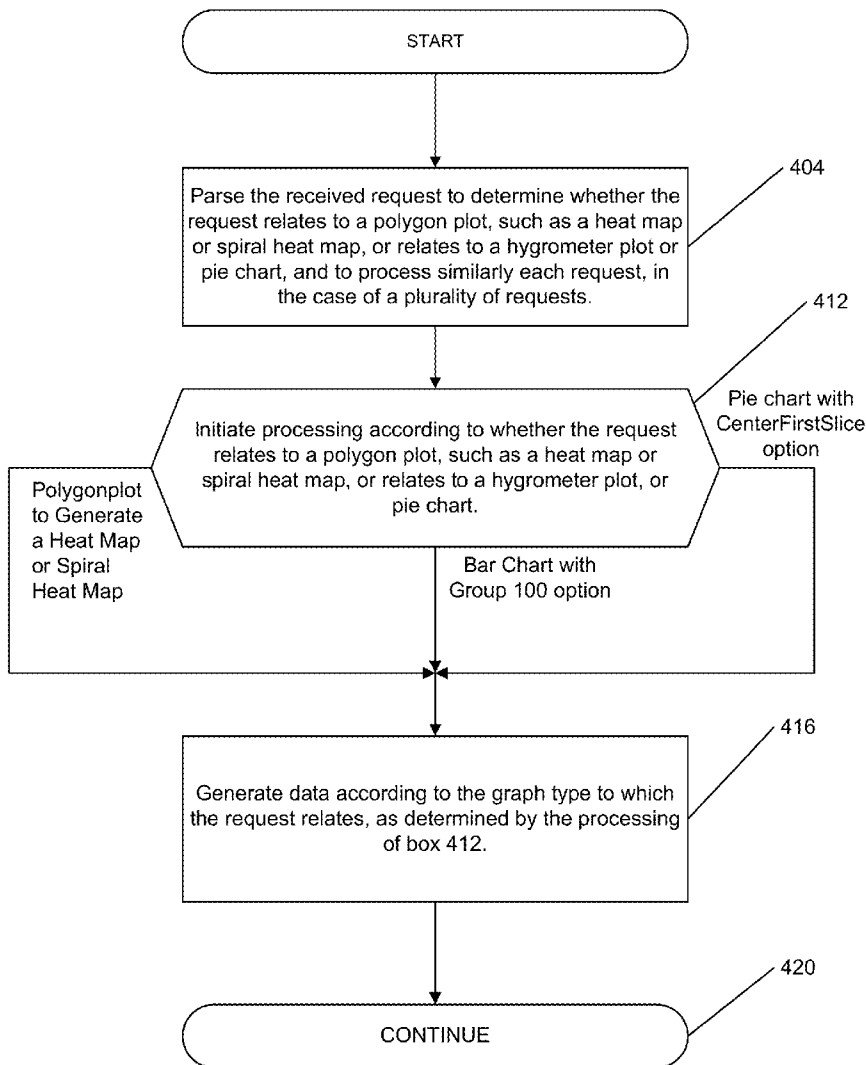 START
404
Parse the received request to determine whether the
request relates to a polygon plot, such as a heat map
or spiral heat map, or relates to a hygrometer plot or
pie chart, and to process similarly each request, in
the case of a plurality of requests.
412
Pie chart with
CenterFirstSlice
option
Initiate processing according to whether the request
relates to a polygon plot, such as a heat map or
spiral heat map, or relates to a hygrometer plot, or
pie chart.
Polygonplot
to Generate
a Heat Map
or Spiral
Heat Map
Bar Chart with
Group 100 option
416
Generate data according to the graph type to which
the request relates, as determined by the processing
of box 412.
420
CONTINUE